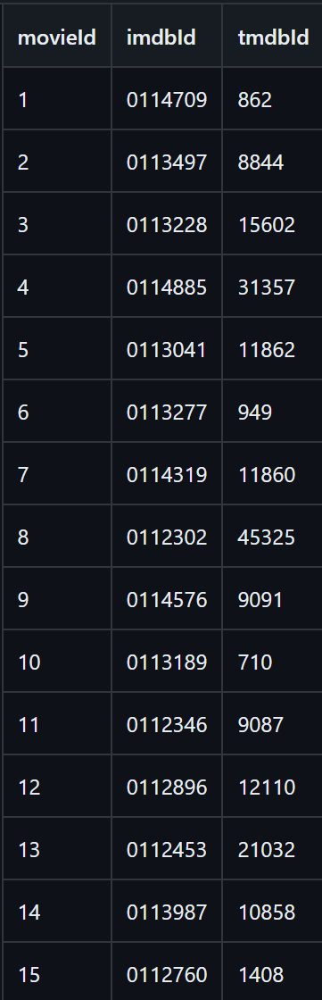 movieId imdbId tmdbId
1 0114709 862
2 0113497 8844
3 0113228 15602
4 0114885 31357
5 0113041 11862
6 0113277 949
7 0114319 11860
8 0112302 45325
9 0114576 9091
10 0113189 710
11 0112346 9087
12 0112896 12110
13 0112453 21032
14 0113987 10858
15 0112760 1408